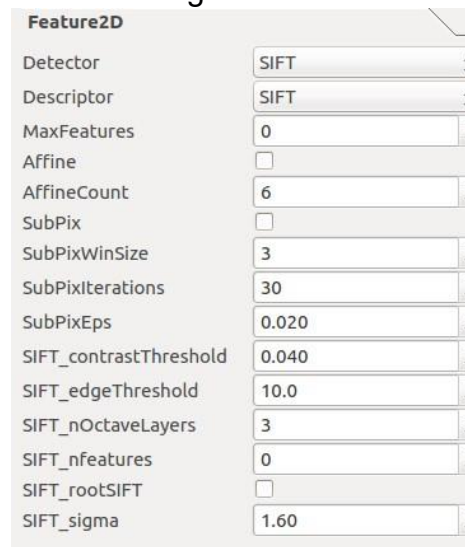 Feature2D
Detector SIFT
Descriptor SIFT
MaxFeatures 0
Affine
AffineCount 6
SubPix
SubPixWinSize 3
SubPixIterations 30
SubPixEps 0.020
SIFT_contrastThreshold 0.040
SIFT_edgeThreshold 10.0
SIFT_nOctaveLayers 3
SIFT_nfeatures 0
SIFT_rootSIFT
SIFT_sigma 1.60